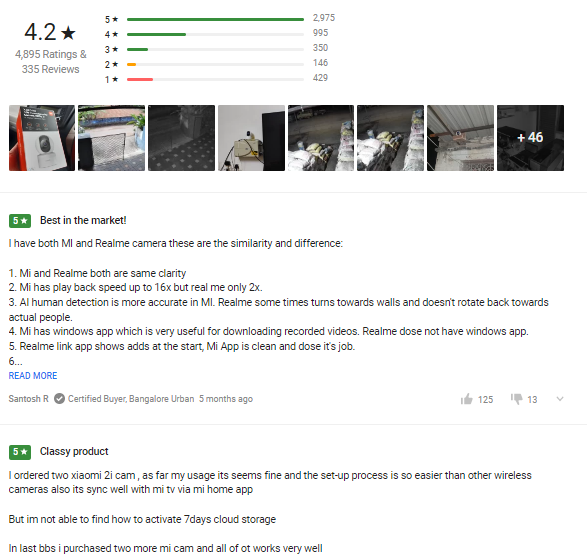 4.2 ★
4,895 Ratings &
335 Reviews
5 ★ 2,975
4 ★ 995
3 ★ 350
2 ★ 146
1 ★ 429
+ 46
5 ★ Best in the market!
I have both MI and Realme camera these are the similarity and difference:
1. Mi and Realme both are same clarity
2. Mi has play back speed up to 16x but real me only 2x.
3. AI human detection is more accurate in MI. Realme some times turns towards walls and doesn't rotate back towards
actual people.
4. Mi has windows app which is very useful for downloading recorded videos. Realme dose not have windows app.
5. Realme link app shows adds at the start, Mi App is clean and dose it's job.
6...
READ MORE
Santosh R Certified Buyer, Bangalore Urban 5 months ago 125 13
5 ★ Classy product
I ordered two xiaomi 2i cam , as far my usage its seems fine and the set-up process is so easier than other wireless
cameras also its sync well with mi tv via mi home app
But im not able to find how to activate 7days cloud storage
In last bbs i purchased two more mi cam and all of ot works very well